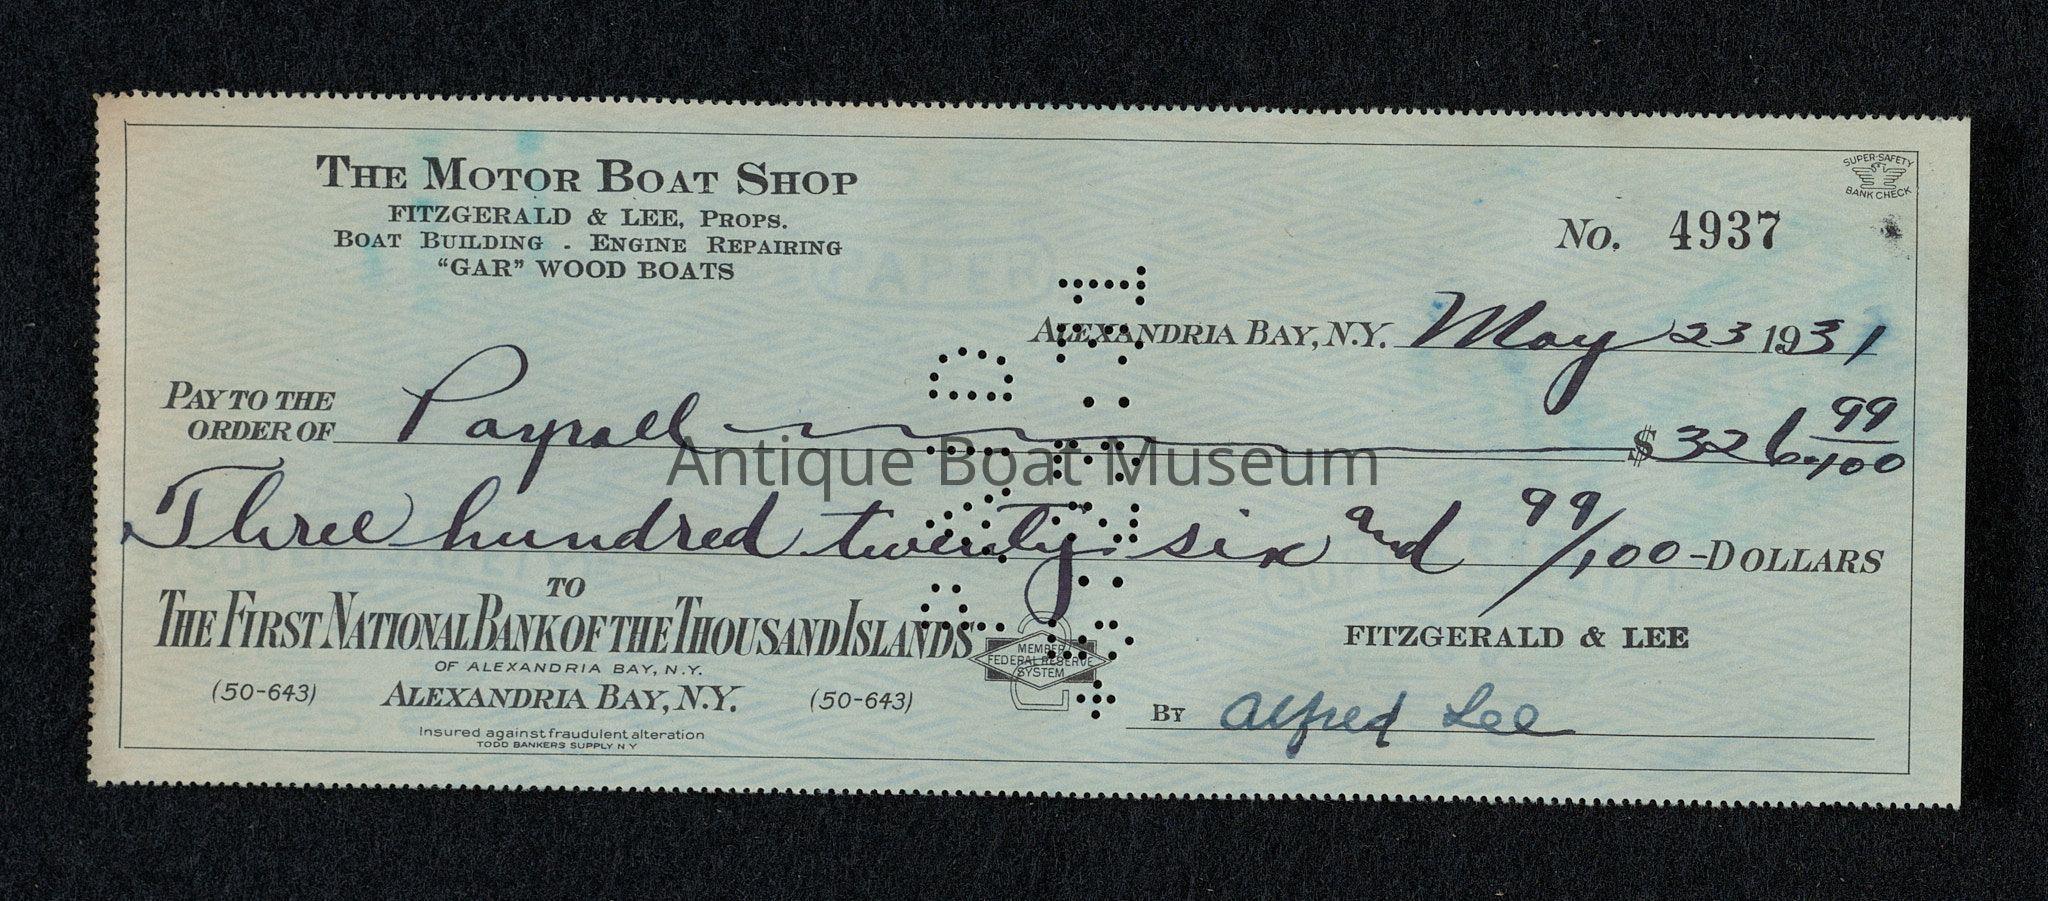 THE MOTOR BOAT SHOP
FITZGERALD & LEE, PROPS.
BOAT BUILDING - ENGINE REPAIRING
"GAR" WOOD BOATS
SUPER-SAFETY
BANK CHECK
No. 4937
ALEXANDRIA BAY, N.Y. May 23 1931
PAY TO THE
ORDER OF Payroll $ 326 99/100
Antique Boat Museum
Three hundred twenty six and 99/100 - DOLLARS
TO
THE FIRST NATIONAL BANK OF THE THOUSAND ISLANDS
OF ALEXANDRIA BAY, N.Y.
(50-643) ALEXANDRIA BAY, N.Y. (50-643)
Insured against fraudulent alteration
TODD BANKERS SUPPLY N Y
MEMBER
FEDERAL RESERVE
SYSTEM
FITZGERALD & LEE
BY Alfred Lee